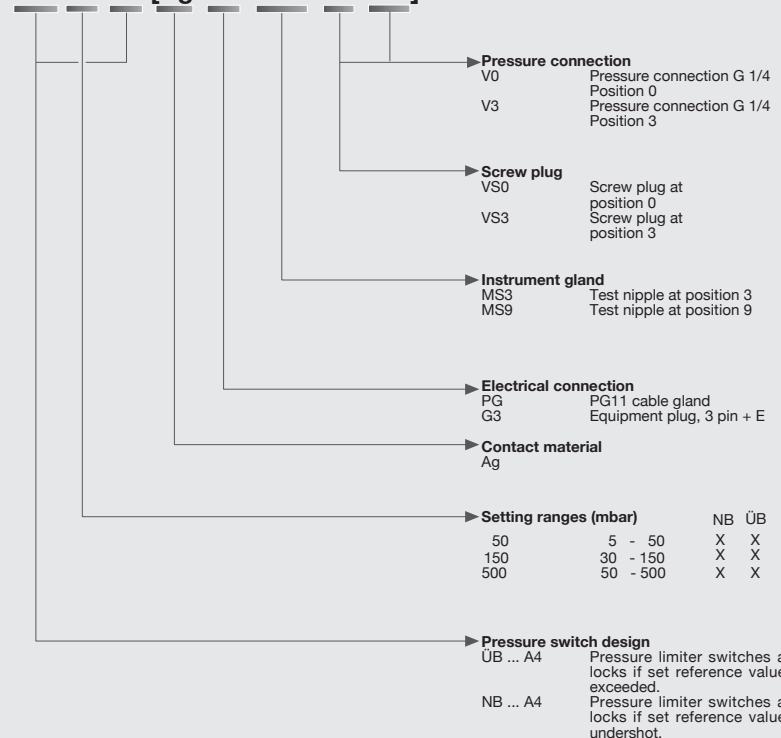 Pressure connection
V0 Pressure connection G 1/4
Position 0
V3 Pressure connection G 1/4
Position 3
Screw plug
VS0 Screw plug at
position 0
VS3 Screw plug at
position 3
Instrument gland
MS3 Test nipple at position 3
MS9 Test nipple at position 9
Electrical connection
PG PG11 cable gland
G3 Equipment plug, 3 pin + E
Contact material
Ag
Setting ranges (mbar) NB ÜB
50 5 - 50 X X
150 30 - 150 X X
500 50 - 500 X X
Pressure switch design
ÜB ... A4 Pressure limiter switches
locks if set reference value
exceeded.
NB ... A4 Pressure limiter switches
locks if set reference value
undershot.